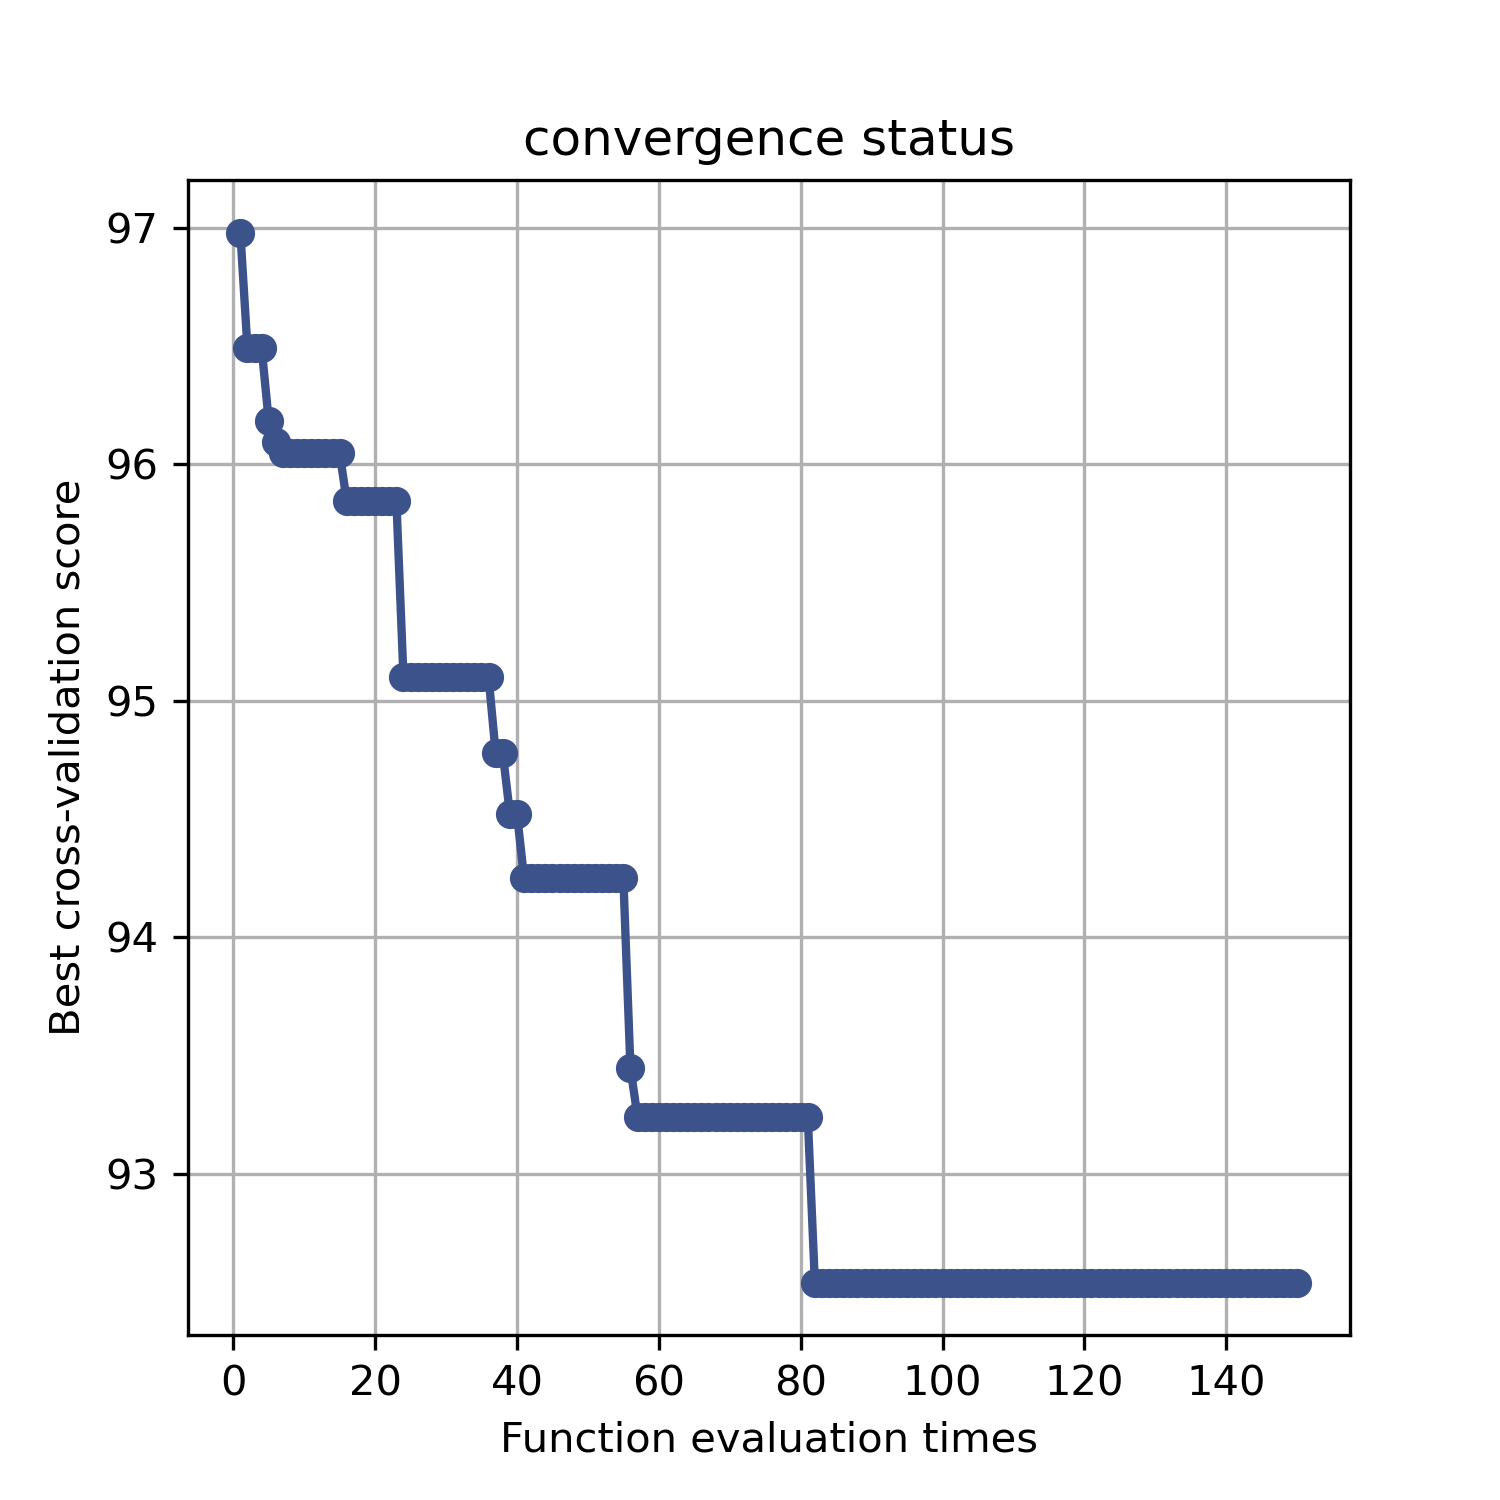 convergence status
97
96
95
94
93
Best cross-validation score
0 20 40 60 80 100 120 140
Function evaluation times